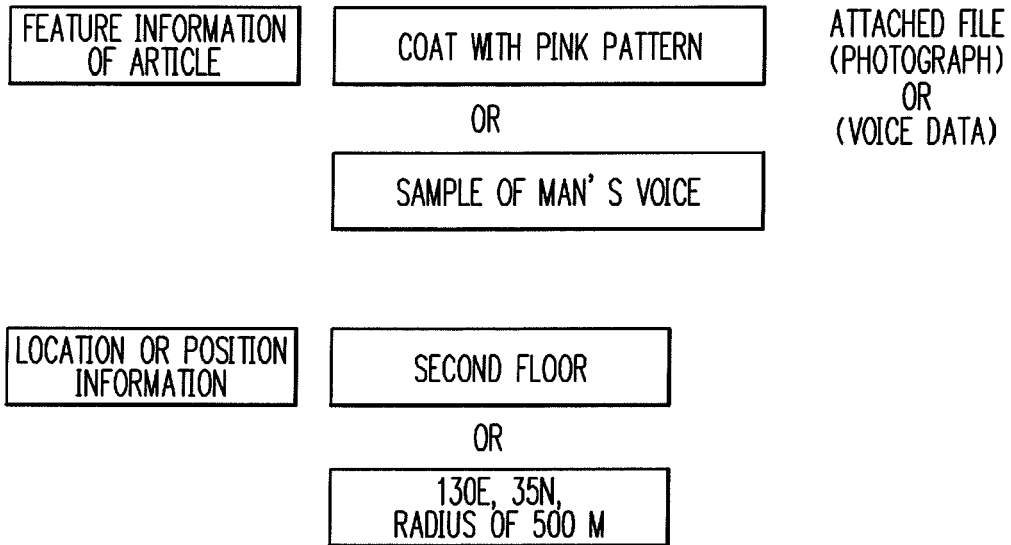 FEATURE INFORMATION
OF ARTICLE
COAT WITH PINK PATTERN
OR
SAMPLE OF MAN' S VOICE
ATTACHED FILE
(PHOTOGRAPH)
OR
(VOICE DATA)
LOCATION OR POSITION
INFORMATION
SECOND FLOOR
OR
130E, 35N,
RADIUS OF 500 M